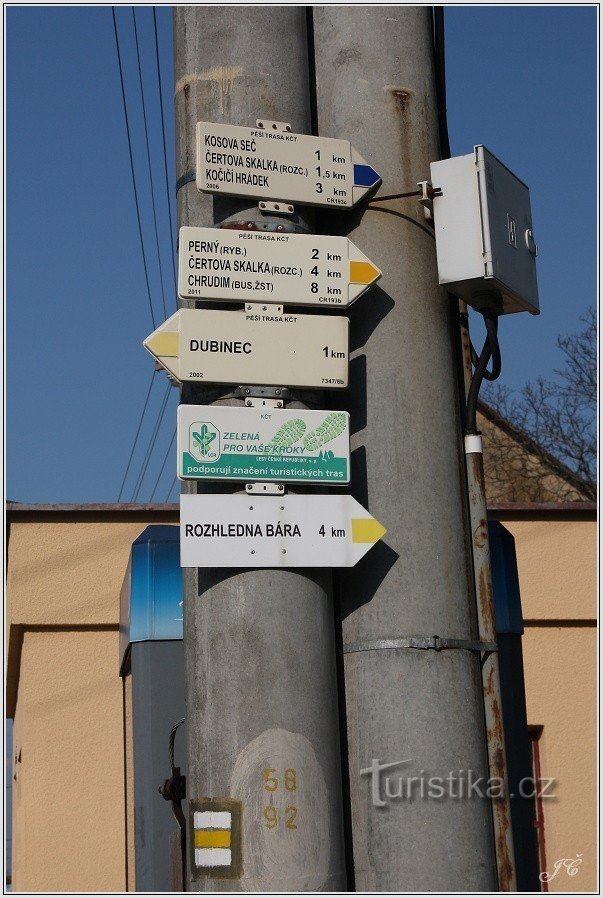 PĚŠÍ TRASA KČT
KOSOVA SEČ 1 km
ČERTOVA SKALKA (ROZC.) 1,5 km
KOČIČÍ HRÁDEK 3 km
2006 CR193c
PĚŠÍ TRASA KČT
PERNÝ (RYB.) 2 km
ČERTOVA SKALKA (ROZC.) 4 km
CHRUDIM (BUS,ŽST) 8 km
2011 CR193b
PĚŠÍ TRASA KČT
DUBINEC 1 km
2002 7347/8b
KČT
ZELENÁ
PRO VAŠE KROKY
LČR
LESY ČESKÉ REPUBLIKY, s. p.
podporují značení turistických tras
ROZHLEDNA BÁRA 4 km
58
92
Turistika.cz
JČ